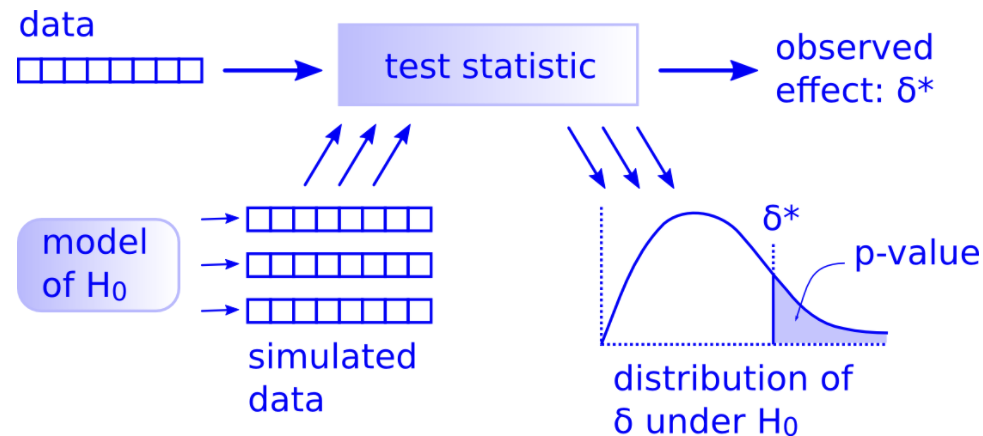 data
test statistic
observed
effect: δ*
model
of H₀
simulated
data
δ*
p-value
distribution of
δ under H₀